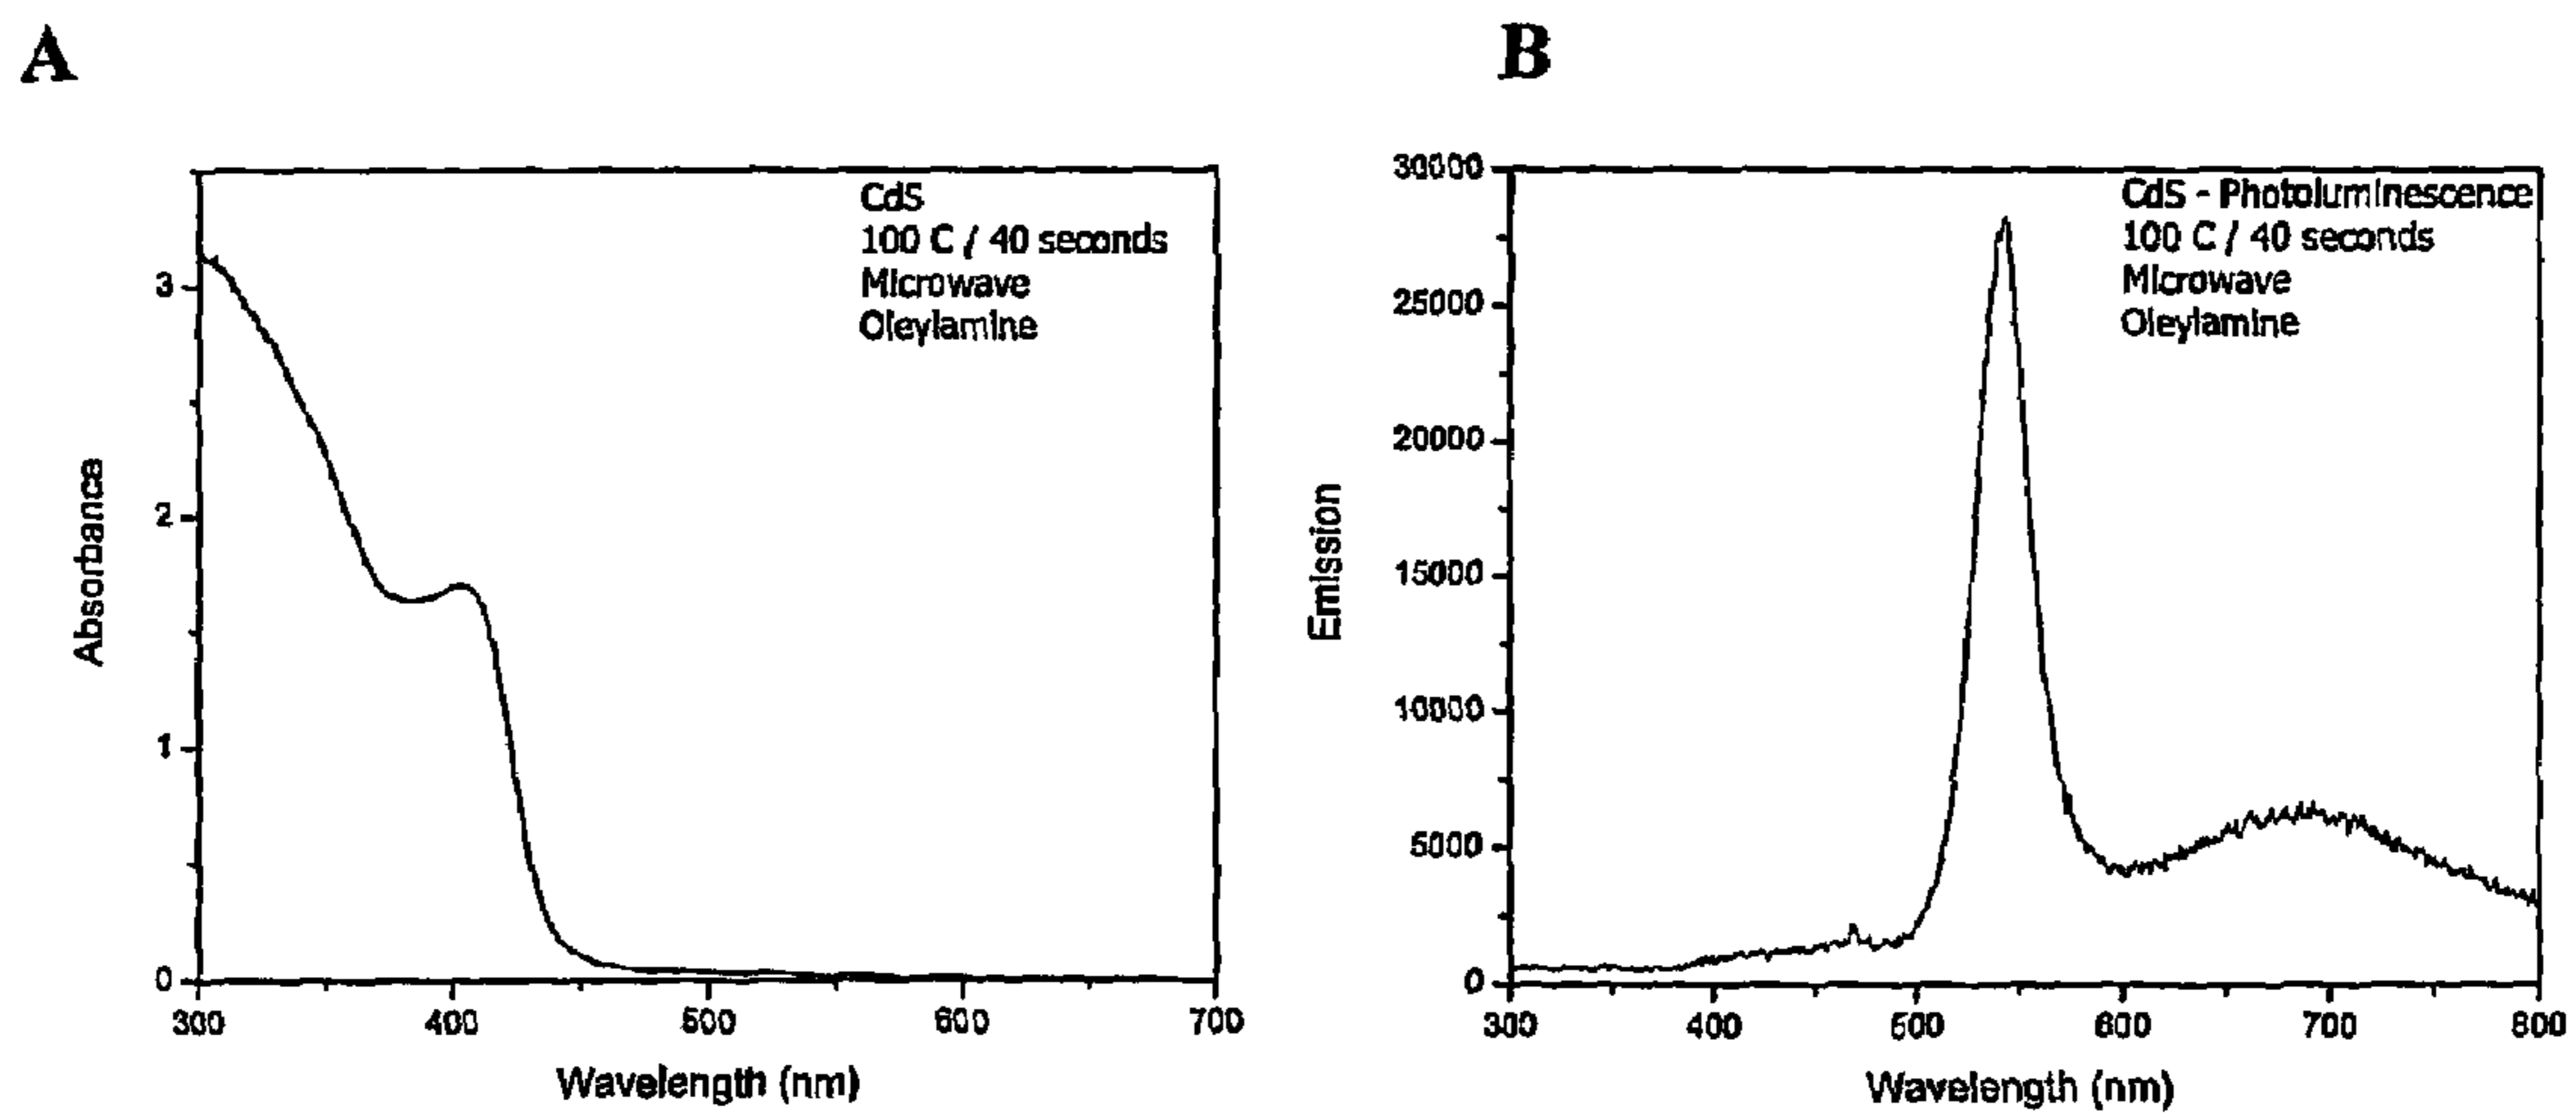 A
B
CdS
100 C / 40 seconds
Microwave
Oleylamine
3
2
1
0
300
400
500
600
700
Absorbance
Wavelength (nm)
CdS - Photoluminescence
100 C / 40 seconds
Microwave
Oleylamine
30000
25000
20000
15000
10000
5000
0
300
400
500
600
700
800
Emission
Wavelength (nm)